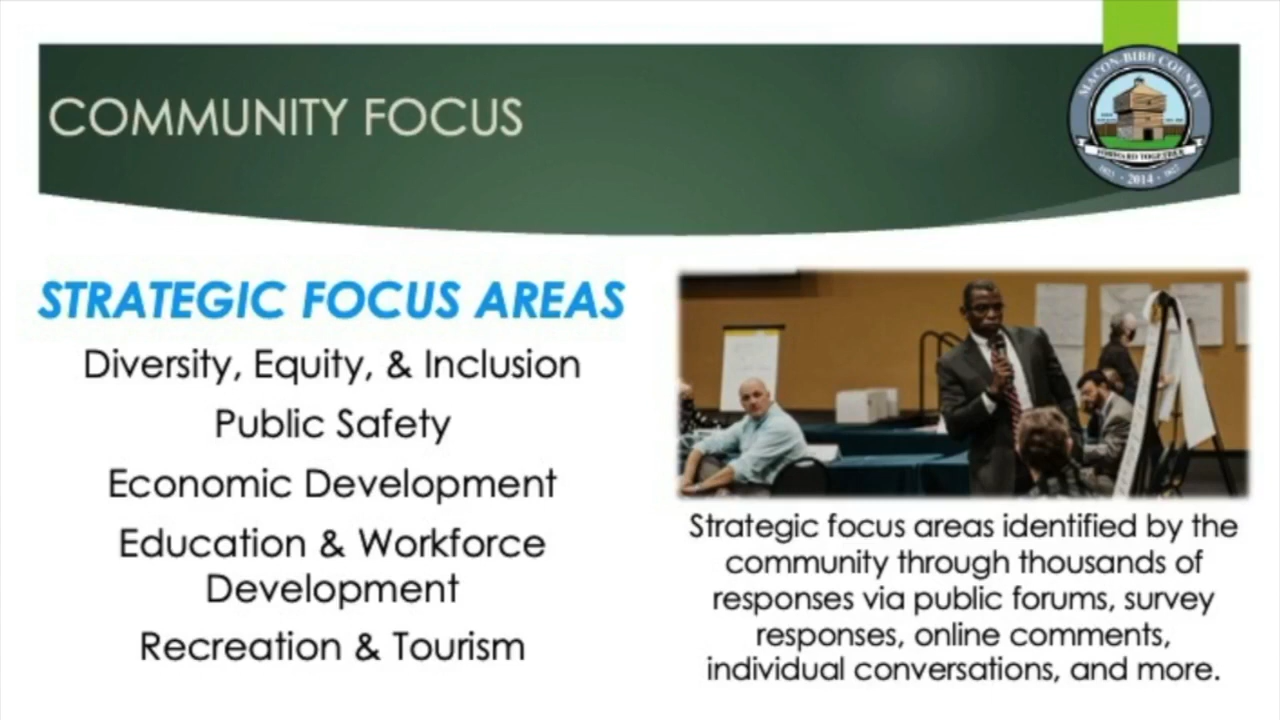 COMMUNITY FOCUS
MACON-BIBB COUNTY
FORWARD TOGETHER
2014
STRATEGIC FOCUS AREAS
Diversity, Equity, & Inclusion
Public Safety
Economic Development
Education & Workforce
Development
Recreation & Tourism
Strategic focus areas identified by the
community through thousands of
responses via public forums, survey
responses, online comments,
individual conversations, and more.